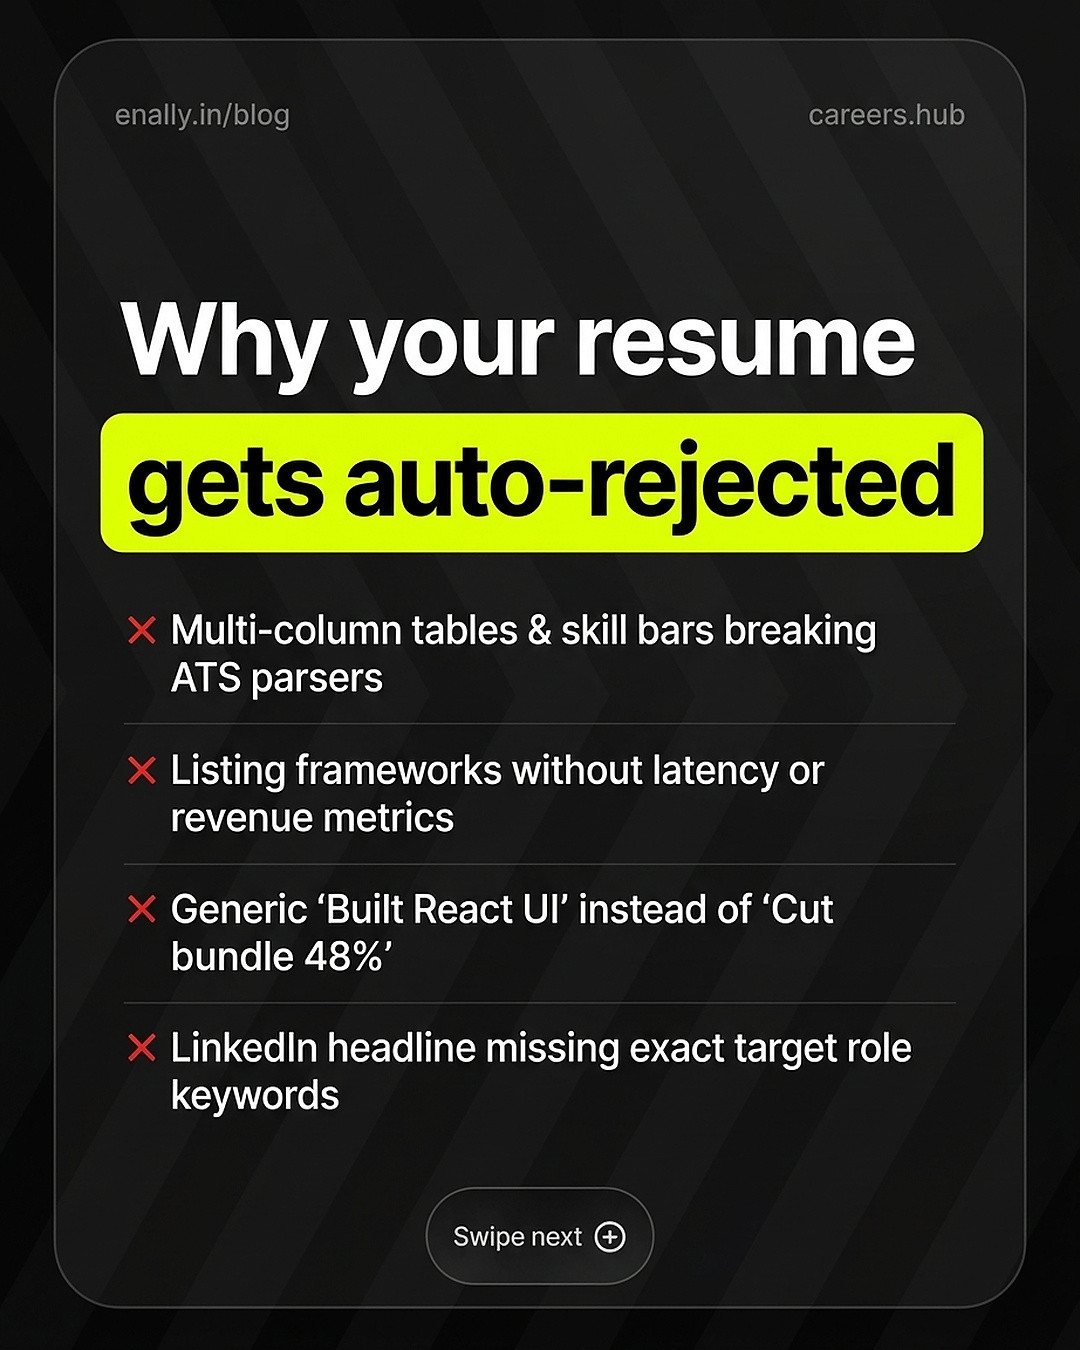 enally.in/blog
careers.hub
Why your resume
gets auto-rejected
Multi-column tables & skill bars breaking
ATS parsers
Listing frameworks without latency or
revenue metrics
Generic ‘Built React UI’ instead of ‘Cut
bundle 48%’
LinkedIn headline missing exact target role
keywords
Swipe next